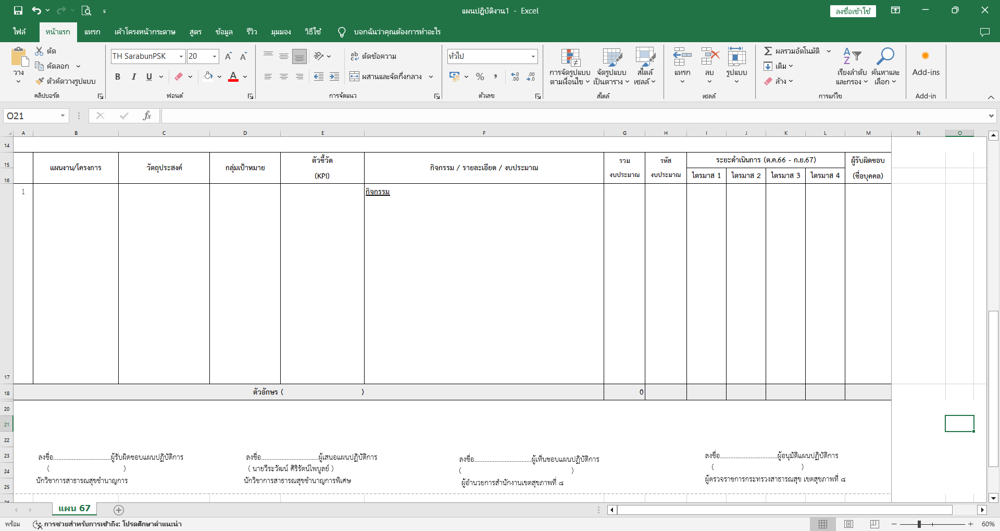 แผนปฏิบัติงาน1 - Excel
ลงชื่อเข้าใช้
ไฟล์ หน้าแรก แทรก เค้าโครงหน้ากระดาษ สูตร ข้อมูล รีวิว มุมมอง วิธีใช้ บอกฉันว่าคุณต้องการทำอะไร
วาง
ตัด
คัดลอก
ตัวคัดวางรูปแบบ
คลิปบอร์ด
TH SarabunPSK 20
B I U
ฟอนต์
ตัดข้อความ
ผสานและจัดกึ่งกลาง
การจัดแนว
ทั่วไป
ตัวเลข
การจัดรูปแบบ
ตามเงื่อนไข
จัดรูปแบบ
เป็นตาราง
สไตล์
เซลล์
สไตล์
แทรก ลบ รูปแบบ
เซลล์
ผลรวมอัตโนมัติ
เติม
ล้าง
เรียงลำดับ
และกรอง
ค้นหาและ
เลือก
การแก้ไข
Add-ins
Add-in
O21
fx
A B C D E F G H I J K L M N O
14
15
16
แผนงาน/โครงการ
วัตถุประสงค์
กลุ่มเป้าหมาย
ตัวชี้วัด
(KPI)
กิจกรรม / รายละเอียด / งบประมาณ
รวม
งบประมาณ
รหัส
งบประมาณ
ระยะดำเนินการ (ต.ค.66 - ก.ย.67)
ไตรมาส 1 ไตรมาส 2 ไตรมาส 3 ไตรมาส 4
ผู้รับผิดชอบ
(ชื่อบุคคล)
1 กิจกรรม
17
18 ตัวอักษร ( ) 0
20
21
22
23
24
25
26
ลงชื่อ..................................ผู้รับผิดชอบแผนปฏิบัติการ
( )
นักวิชาการสาธารณสุขชำนาญการ
ลงชื่อ..................................ผู้เสนอแผนปฏิบัติการ
( นายวีระวัฒน์ ศิริรัตน์ไพบูลย์ )
นักวิชาการสาธารณสุขชำนาญการพิเศษ
ลงชื่อ..................................ผู้เห็นชอบแผนปฏิบัติการ
( )
ผู้อำนวยการสำนักงานเขตสุขภาพที่ ๘
ลงชื่อ..................................ผู้อนุมัติแผนปฏิบัติการ
( )
ผู้ตรวจราชการกระทรวงสาธารณสุข เขตสุขภาพที่ ๘
แผน 67
พร้อม การช่วยสำหรับการเข้าถึง: โปรดศึกษาคำแนะนำ
60%